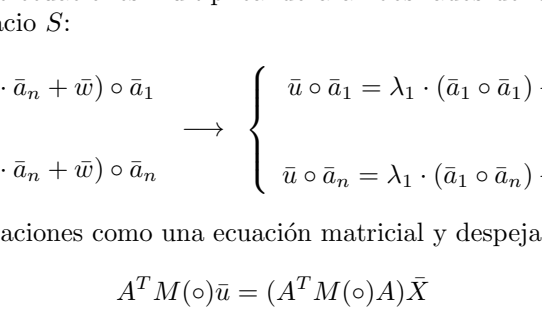 acio S:
· ā_n + w̄) ∘ ā_1
⟶ { ū ∘ ā_1 = λ_1 · (ā_1 ∘ ā_1)
· ā_n + w̄) ∘ ā_n
ū ∘ ā_n = λ_1 · (ā_1 ∘ ā_n)
aciones como una ecuación matricial y despeja
A^T M(∘)ū = (A^T M(∘)A)X̄